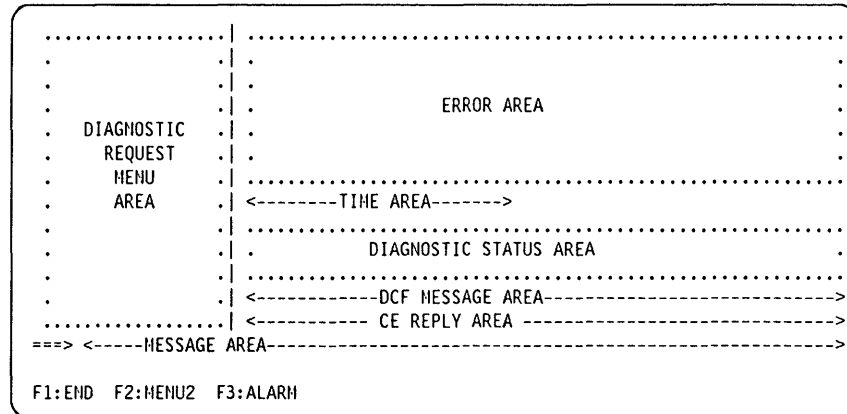 .................| ......................................................
. .| . .
. .| . .
. .| . ERROR AREA .
. DIAGNOSTIC .| . .
. REQUEST .| . .
. MENU .| ......................................................
. AREA .| <--------TIME AREA------->
. .| ......................................................
. .| . DIAGNOSTIC STATUS AREA .
. .| ......................................................
. .| <------------DCF MESSAGE AREA--------------------------->
.................| <------------ CE REPLY AREA ---------------------------->
===> <-----MESSAGE AREA---------------------------------------------------->
F1:END F2:MENU2 F3:ALARM